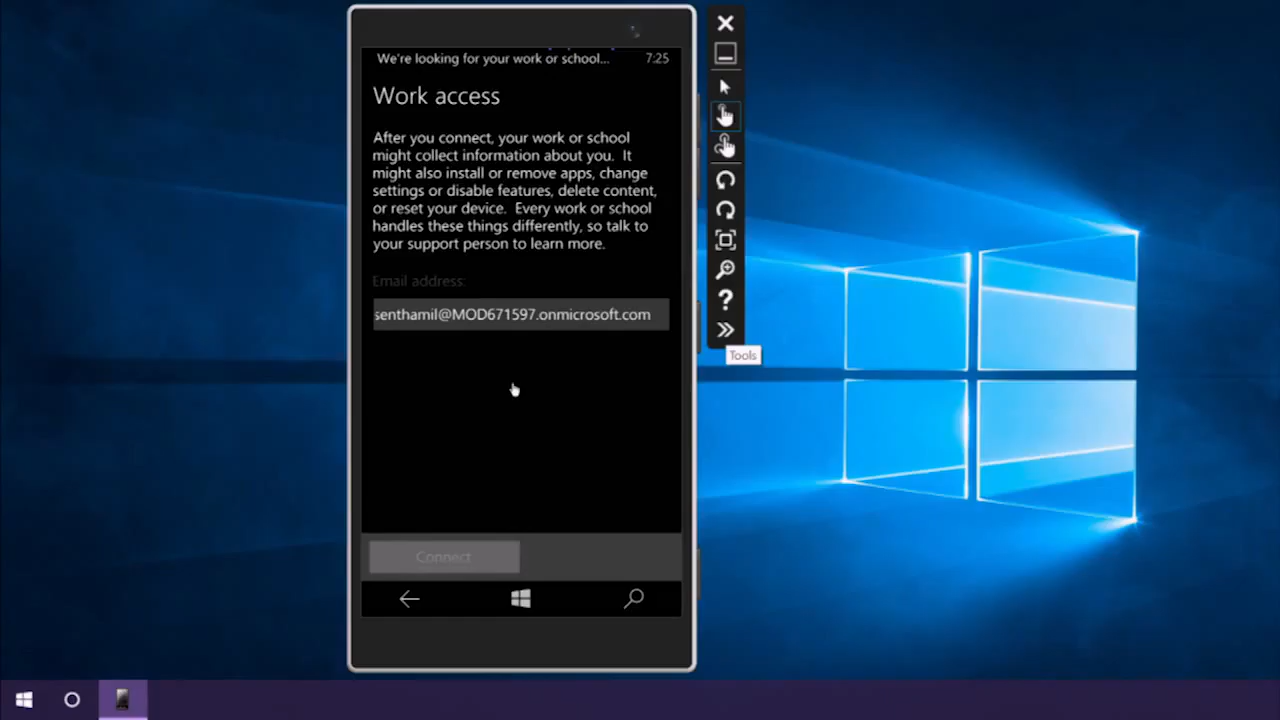 We're looking for your work or school... 7:25
Work access
After you connect, your work or school
might collect information about you.  It
might also install or remove apps, change
settings or disable features, delete content,
or reset your device.  Every work or school
handles these things differently, so talk to
your support person to learn more.
Email address:
senthamil@MOD671597.onmicrosoft.com
Connect
Tools